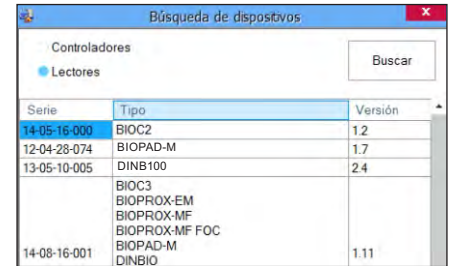 Búsqueda de dispositivos
x
Controladores
Lectores
Buscar
Serie Tipo Versión
14-05-16-000 BIOC2 1.2
12-04-28-074 BIOPAD-M 1.7
13-05-10-005 DINB100 2.4
BIOC3
BIOPROX-EM
BIOPROX-MF
BIOPROX-MF FOC
BIOPAD-M
14-08-16-001 DINBIO 1.11